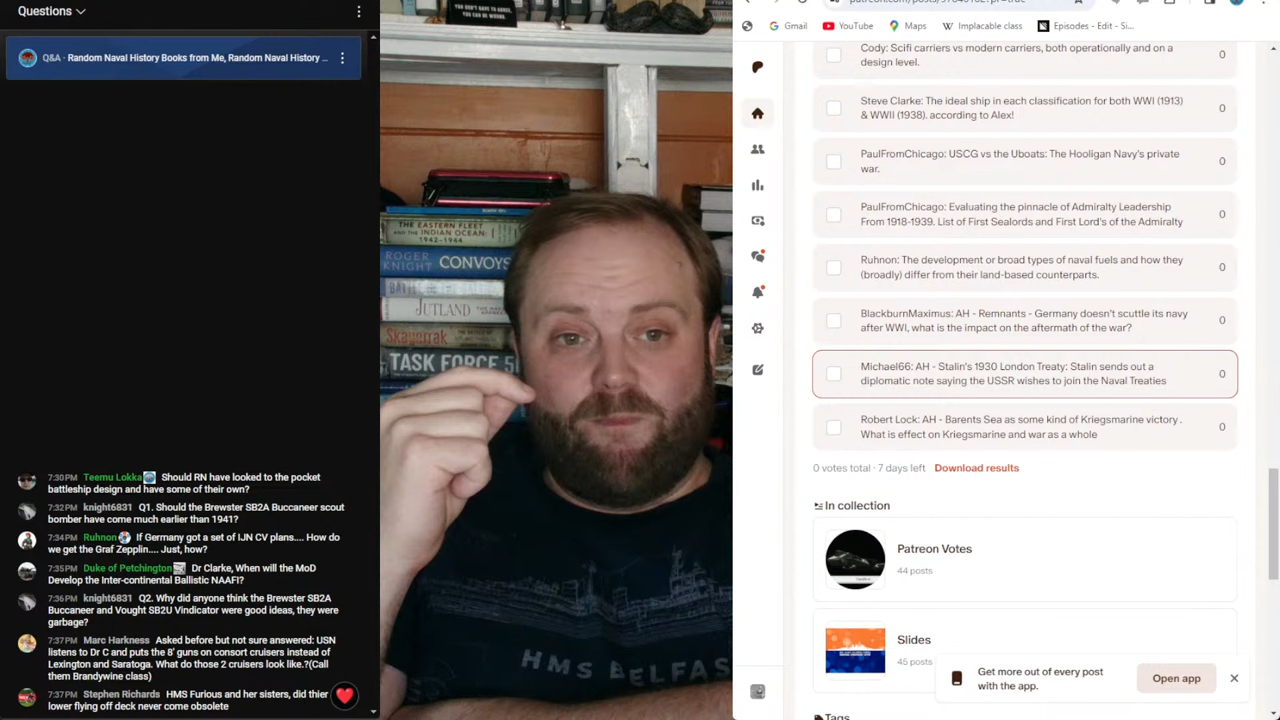 estions
Q&A · Random Naval History Books from Me, Random Naval History ...
7:30PM Teemu Lokka Should RN have looked to the pocket
battleship design and have some of their own?
7:32PM knight6831 Q1. Should the Brewster SB2A Buccaneer scout
bomber have come much earlier than 1941?
7:34PM Ruhnon If Germany got a set of IJN CV plans.... How do
we get the Graf Zepplin.... Just, how?
7:35PM Duke of Petchington Dr Clarke, When will the MoD
Develop the Inter-continental Ballistic NAAFI?
7:36PM knight6831 Q2. Why did anyone think the Brewster SB2A
Buccaneer and Vought SB2U Vindicator were good ideas, they were
garbage?
7:37PM Marc Harkness Asked before but not sure answered: USN
listens to Dr C and puts the 8" guns on consort cruisers instead of
Lexington and Saratoga. What do those 2 cruisers look like.?(Call
Stephen Richards HMS Furious and her sisters, did their
or flying off deck never come obsolete
YOU DON'T HAVE TO AGREE,
YOU CAN BE WRONG.
THE EASTERN FLEET
AND THE INDIAN OCEAN:
1942–1944
ROGER
KNIGHT CONVOYS
JUTLAND
Skagerrak
TASK FORCE 5
HMS BELFAS
Gmail
YouTube
Maps
Implacable class
Episodes - Edit - Si...
Cody: Scifi carriers vs modern carriers, both operationally and on a
design level.
0
Steve Clarke: The ideal ship in each classification for both WWI (1913)
& WWII (1938). according to Alex!
0
PaulFromChicago: USCG vs the Uboats: The Hooligan Navy's private
war.
0
PaulFromChicago: Evaluating the pinnacle of Admiralty Leadership
from 1918-1939. List of First Sealords and First Lord of the Admiralty
0
Ruhnon: The development or broad types of naval fuels and how they
(broadly) differ from their land-based counterparts.
0
BlackburnMaximus: AH - Remnants - Germany doesn't scuttle its navy
after WWI, what is the impact on the aftermath of the war?
0
Michael66: AH - Stalin's 1930 London Treaty: Stalin sends out a
diplomatic note saying the USSR wishes to join the Naval Treaties
0
Robert Lock: AH - Barents Sea as some kind of Kriegsmarine victory .
What is effect on Kriegsmarine and war as a whole
0
0 votes total · 7 days left Download results
In collection
Patreon Votes
44 posts
Slides
45 posts
Get more out of every post
with the app.
Open app
Tags